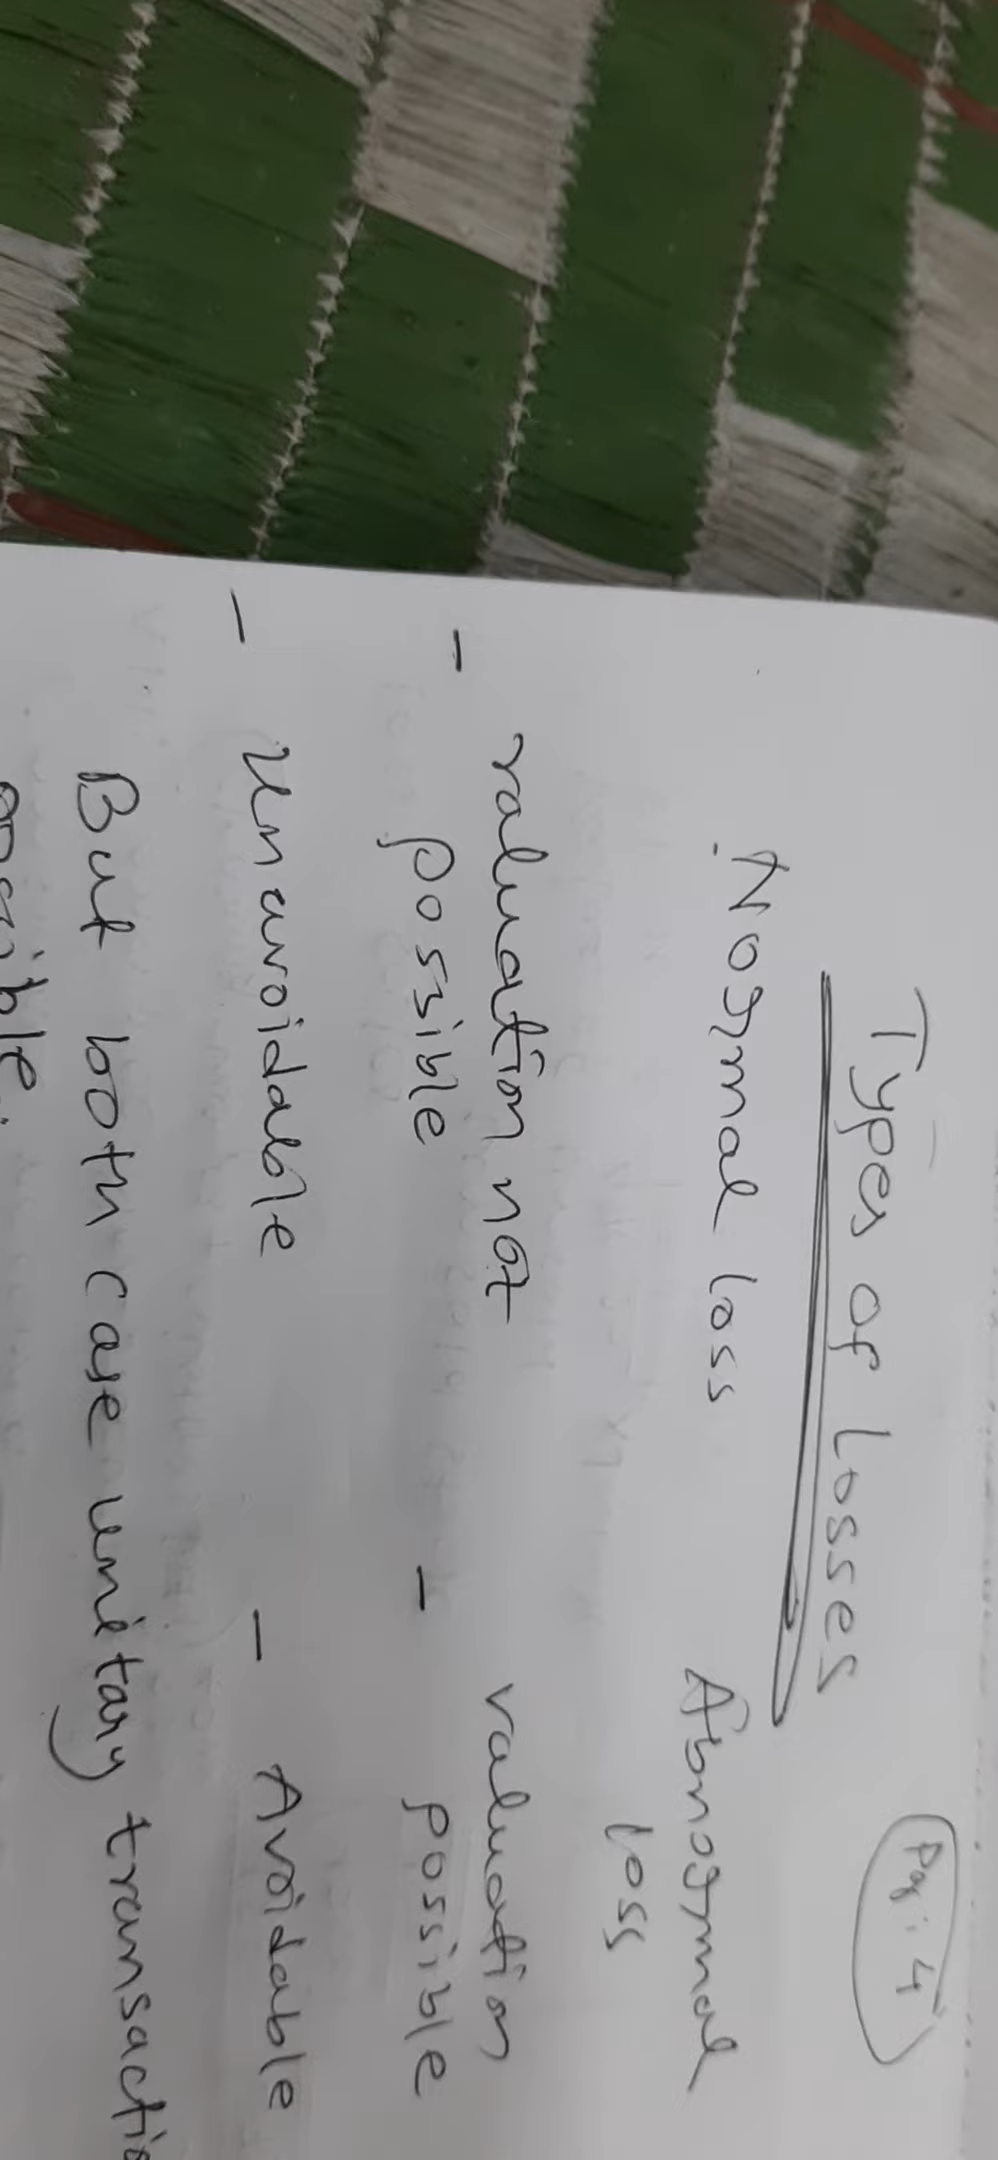 Pg: 4
Types of Losses
Normal loss
Abnormal
loss
- valuation not
possible
- valuation
possible
- Unavoidable
- Avoidable
But both case unitary transactio
possible.